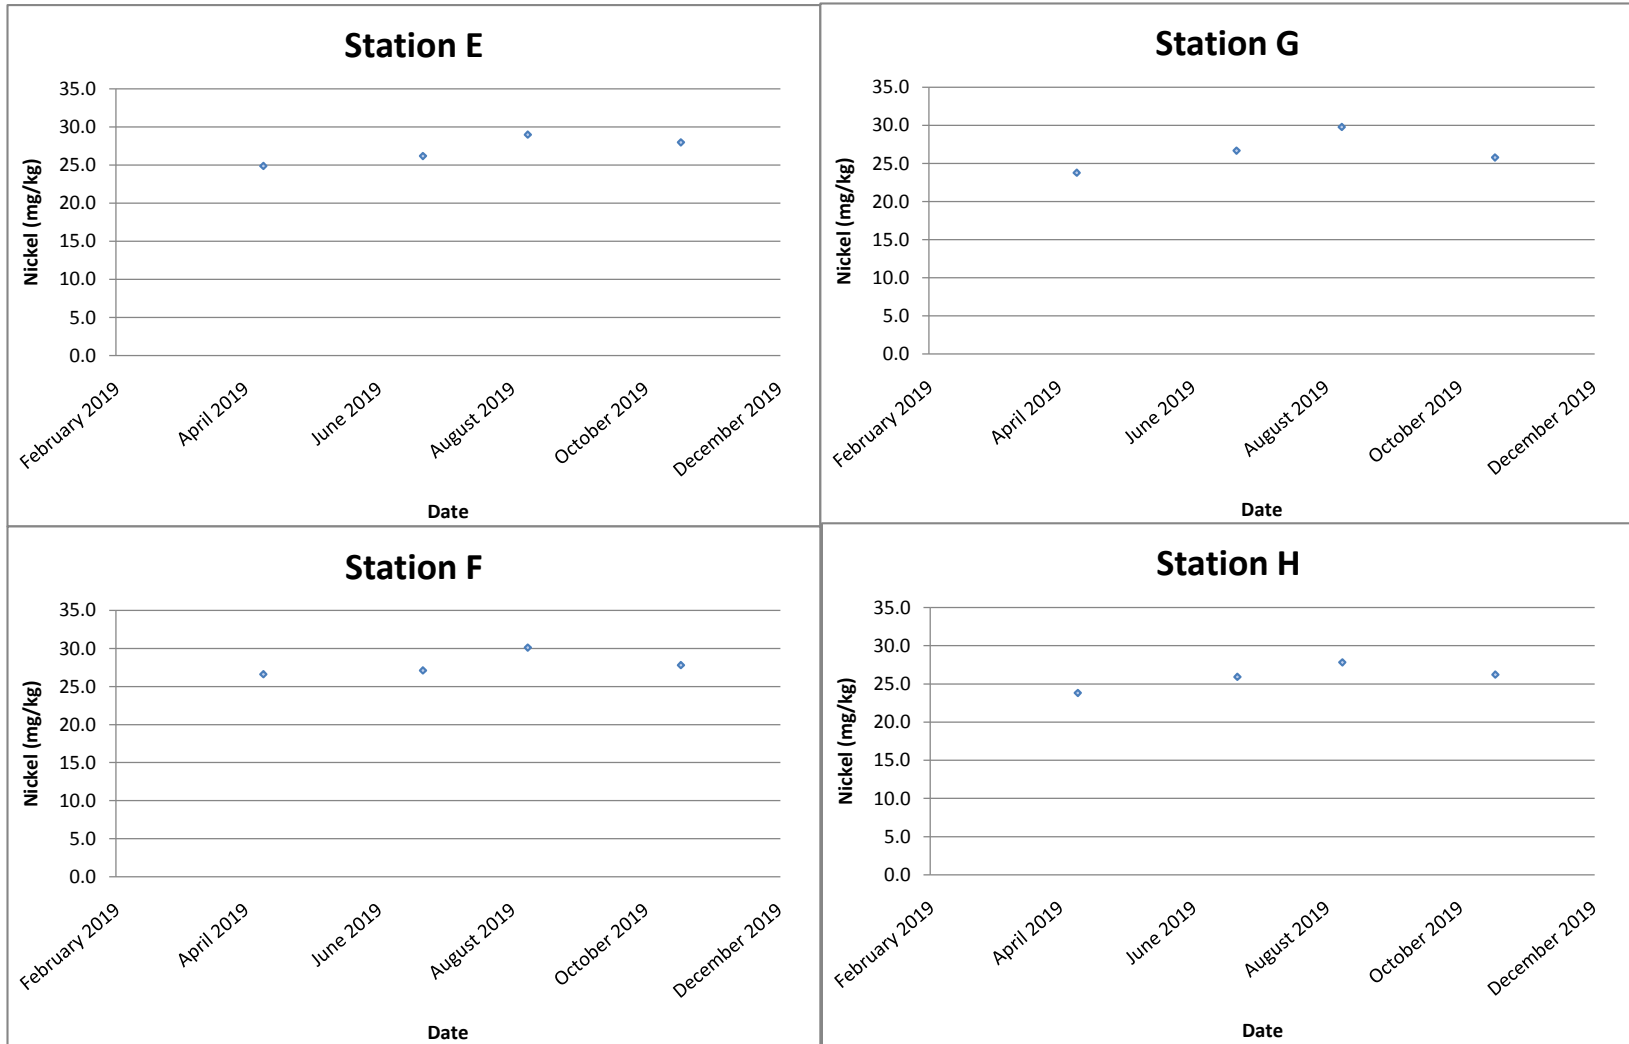 Station E
35.0
30.0
25.0
20.0
15.0
10.0
5.0
0.0
Nickel (mg/kg)
February 2019
April 2019
June 2019
August 2019
October 2019
December 2019
Date
Station G
35.0
30.0
25.0
20.0
15.0
10.0
5.0
0.0
Nickel (mg/kg)
February 2019
April 2019
June 2019
August 2019
October 2019
December 2019
Date
Station F
35.0
30.0
25.0
20.0
15.0
10.0
5.0
0.0
Nickel (mg/kg)
February 2019
April 2019
June 2019
August 2019
October 2019
December 2019
Date
Station H
35.0
30.0
25.0
20.0
15.0
10.0
5.0
0.0
Nickel (mg/kg)
February 2019
April 2019
June 2019
August 2019
October 2019
December 2019
Date